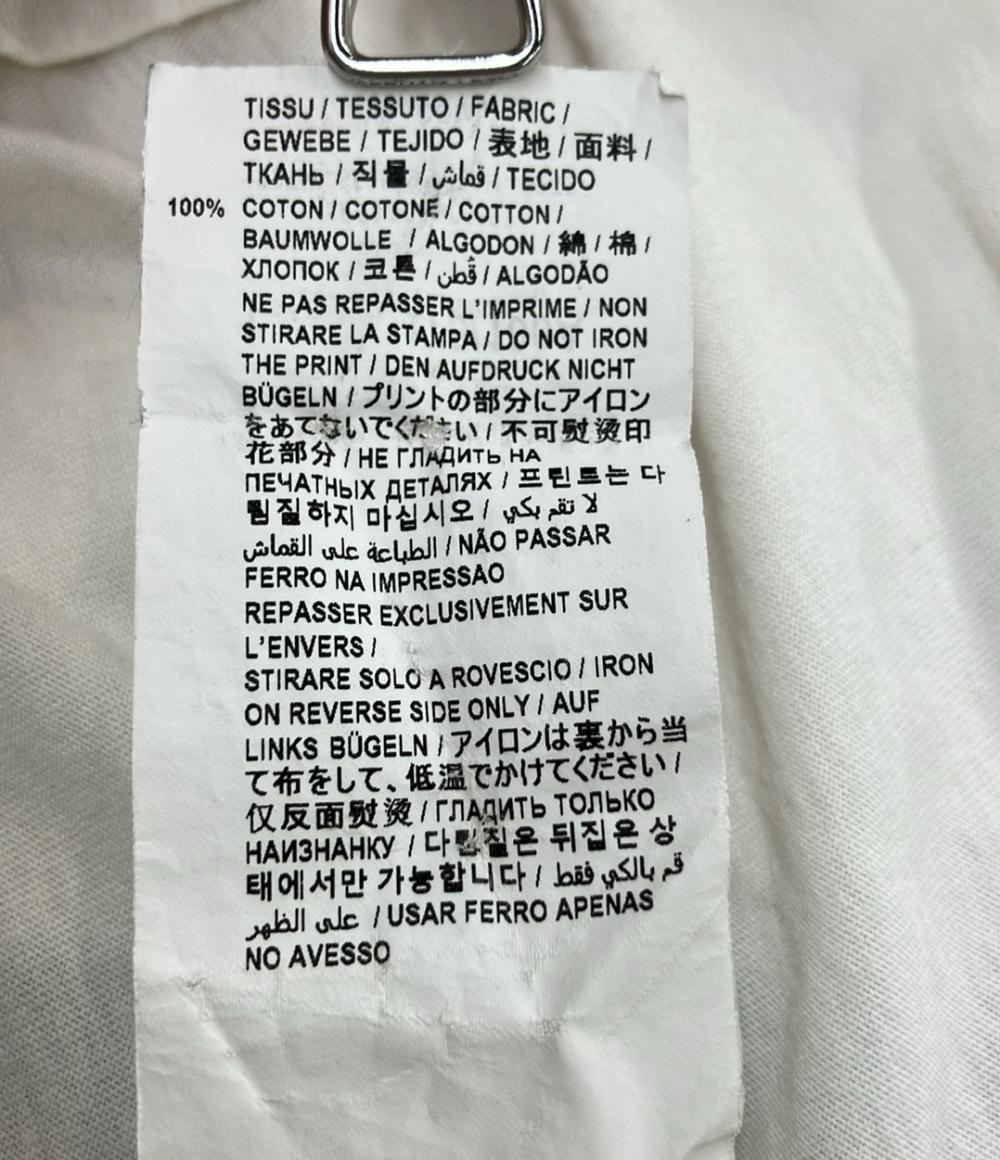 TISSU / TESSUTO / FABRIC /
GEWEBE / TEJIDO / 表地 / 面料 /
ТКАНЬ / 직물 / قماش / TECIDO
100% COTON / COTONE / COTTON /
BAUMWOLLE / ALGODON / 綿 / 棉 /
ХЛОПОК / 코튼 / قُطن / ALGODÃO
NE PAS REPASSER L'IMPRIME / NON
STIRARE LA STAMPA / DO NOT IRON
THE PRINT / DEN AUFDRUCK NICHT
BÜGELN / プリントの部分にアイロン
をあてないでください / 不可熨烫印
花部分 / НЕ ГЛАДИТЬ НА
ПЕЧАТНЫХ ДЕТАЛЯХ / 프린트는 다
림질하지 마십시오 / لا تقم بكي
الطباعة على القماش / NÃO PASSAR
FERRO NA IMPRESSAO
REPASSER EXCLUSIVEMENT SUR
L'ENVERS /
STIRARE SOLO A ROVESCIO / IRON
ON REVERSE SIDE ONLY / AUF
LINKS BÜGELN / アイロンは裏から当
て布をして、低温でかけてください /
仅反面熨烫 / ГЛАДИТЬ ТОЛЬКО
НАИЗНАНКУ / 다림질은 뒤집은 상
태에서만 가능합니다 / قم بالكي فقط
على الظهر / USAR FERRO APENAS
NO AVESSO